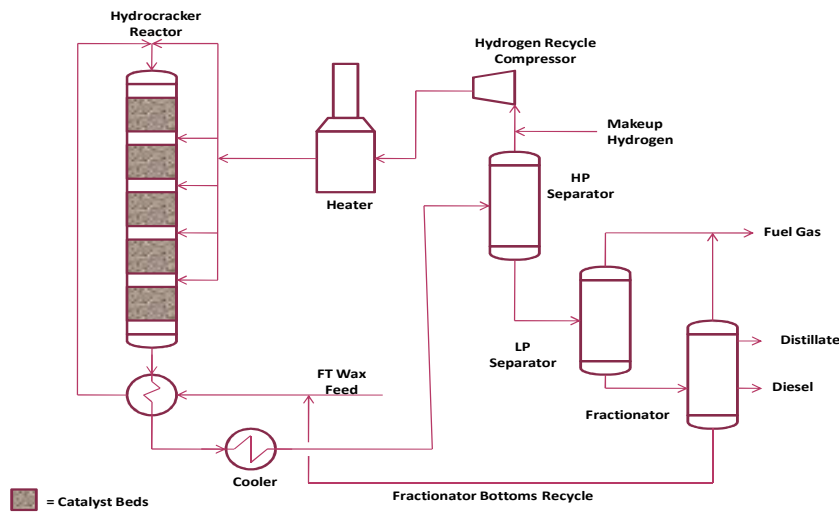 Hydrocracker
Reactor
Hydrogen Recycle
Compressor
Makeup
Hydrogen
HP
Separator
Heater
Fuel Gas
Distillate
LP
Separator
FT Wax
Feed
Diesel
Fractionator
Cooler
Fractionator Bottoms Recycle
= Catalyst Beds